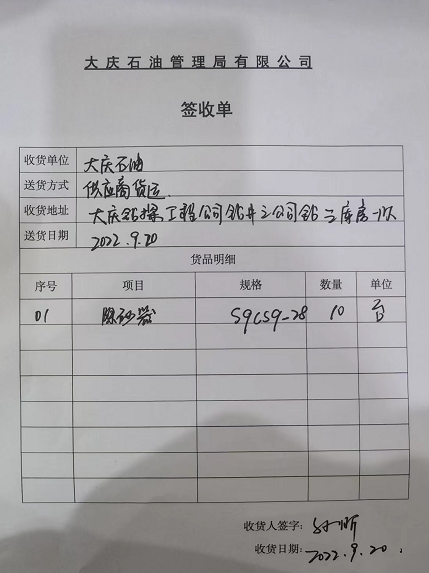 大庆石油管理局有限公司
签收单
收货单位 大庆石油
送货方式 供应商货运
收货地址 大庆钻探工程公司钻井三公司钻三库房一次
送货日期 2022.9.20
货品明细
序号 项目 规格 数量 单位
01 除砂器 S9CS9-28 10
收货人签字:
收货日期: 2022.9.20.